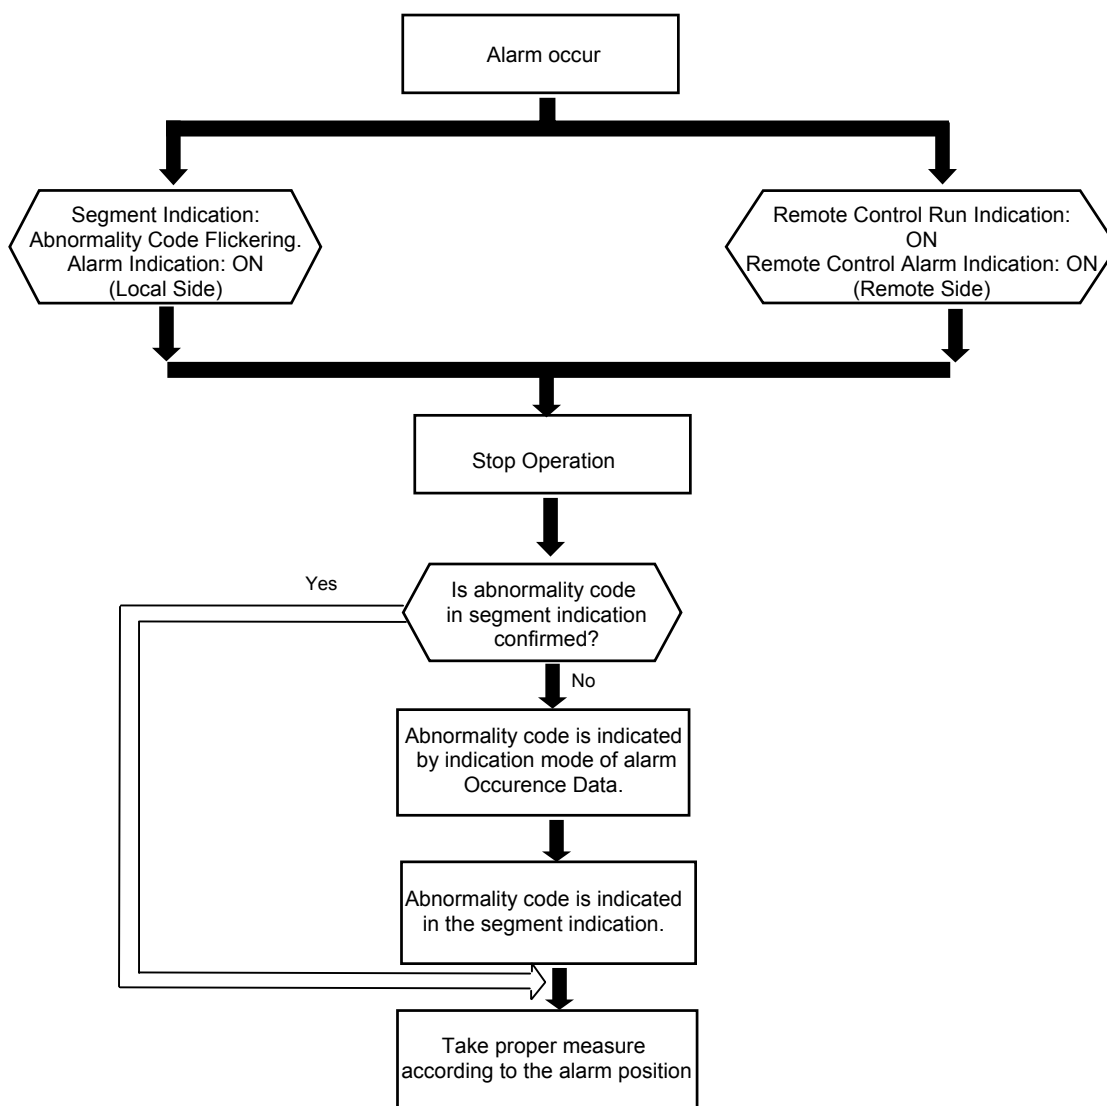 Alarm occur
Segment Indication:
Abnormality Code Flickering.
Alarm Indication: ON
(Local Side)
Remote Control Run Indication:
ON
Remote Control Alarm Indication: ON
(Remote Side)
Stop Operation
Yes
Is abnormality code
in segment indication
confirmed?
No
Abnormality code is indicated
by indication mode of alarm
Occurence Data.
Abnormality code is indicated
in the segment indication.
Take proper measure
according to the alarm position